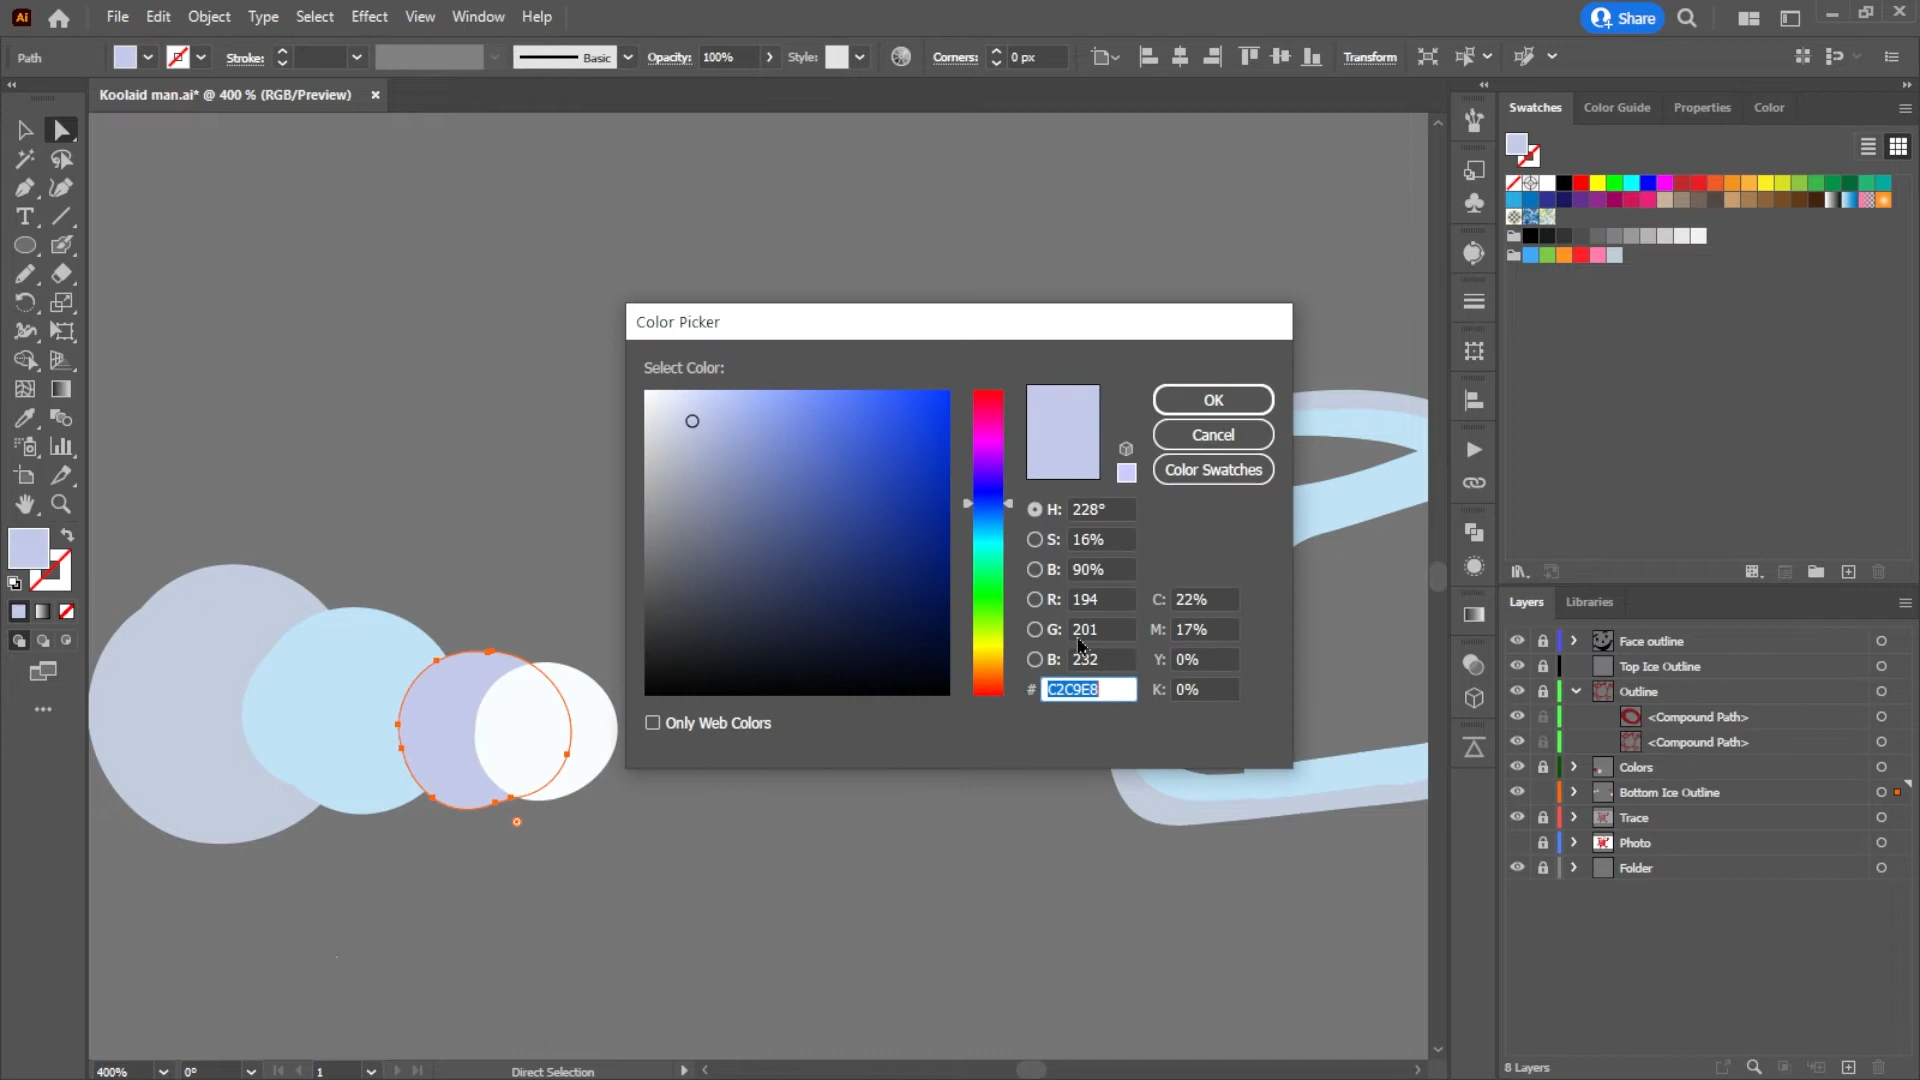 Ai File Edit Object Type Select Effect View Window Help Share
Path Stroke: Basic Opacity: 100% Style: Corners: 0 px Transform
Koolaid man.ai* @ 400 % (RGB/Preview)
Swatches Color Guide Properties Color
Color Picker
Select Color:
OK
Cancel
Color Swatches
H: 228°
S: 16%
B: 90%
R: 194 C: 22%
G: 201 M: 17%
B: 232 Y: 0%
# C2C9E8 K: 0%
Only Web Colors
Layers Libraries
Face outline
Top Ice Outline
Outline
<Compound Path>
<Compound Path>
Colors
Bottom Ice Outline
Trace
Photo
Folder
400% 0° 1 Direct Selection
8 Layers